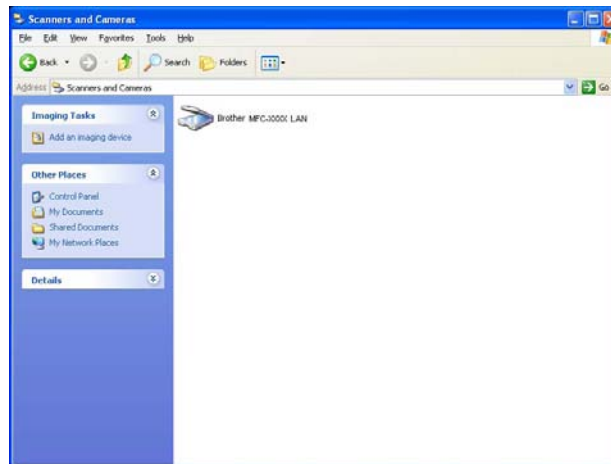 Scanners and Cameras
File Edit View Favorites Tools Help
Back Search Folders
Address Scanners and Cameras Go
Imaging Tasks
Add an imaging device
Other Places
Control Panel
My Documents
Shared Documents
My Network Places
Details
Brother MFC-XXXX LAN